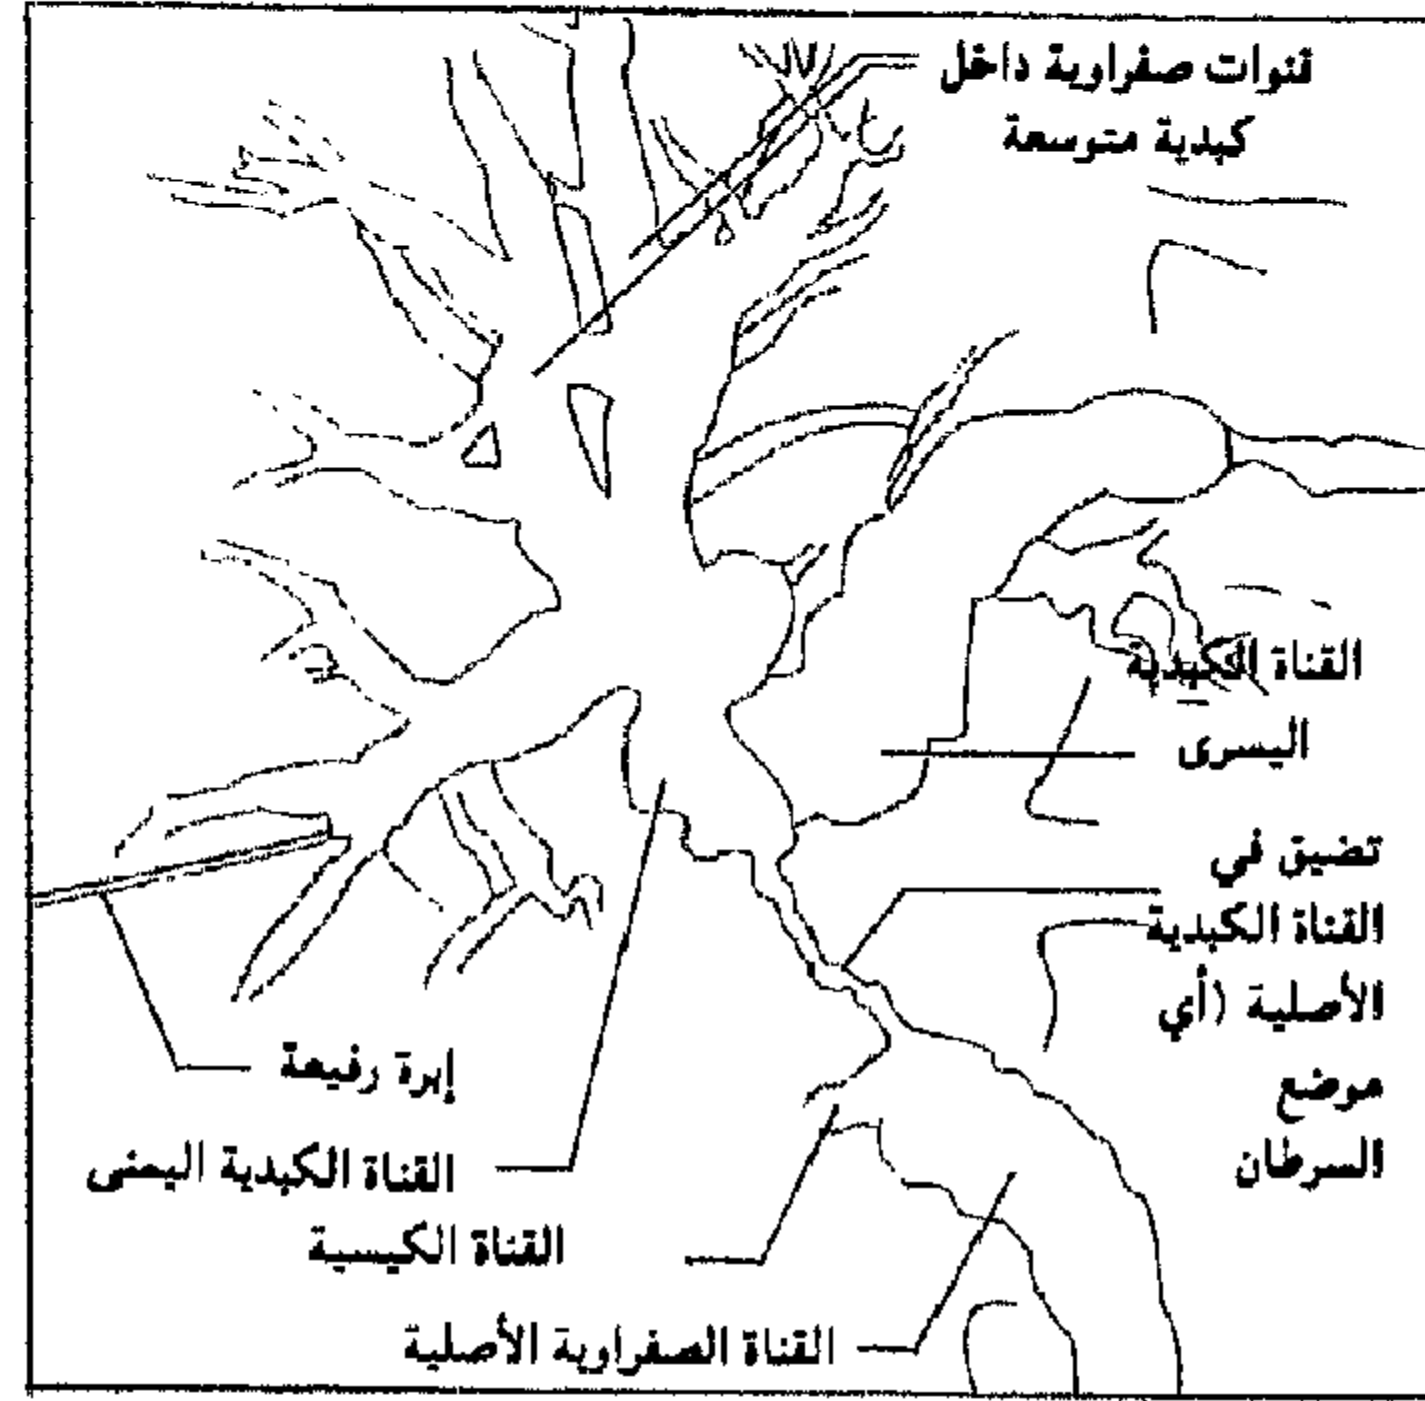 قنوات صفراوية داخل
كبدية متوسعة
القناة الكبدية
اليسرى
تضيق في
القناة الكبدية
الأصلية (أي
موضع
السرطان
إبرة رفيعة
القناة الكبدية اليمنى
القناة الكيسية
القناة الصفراوية الأصلية